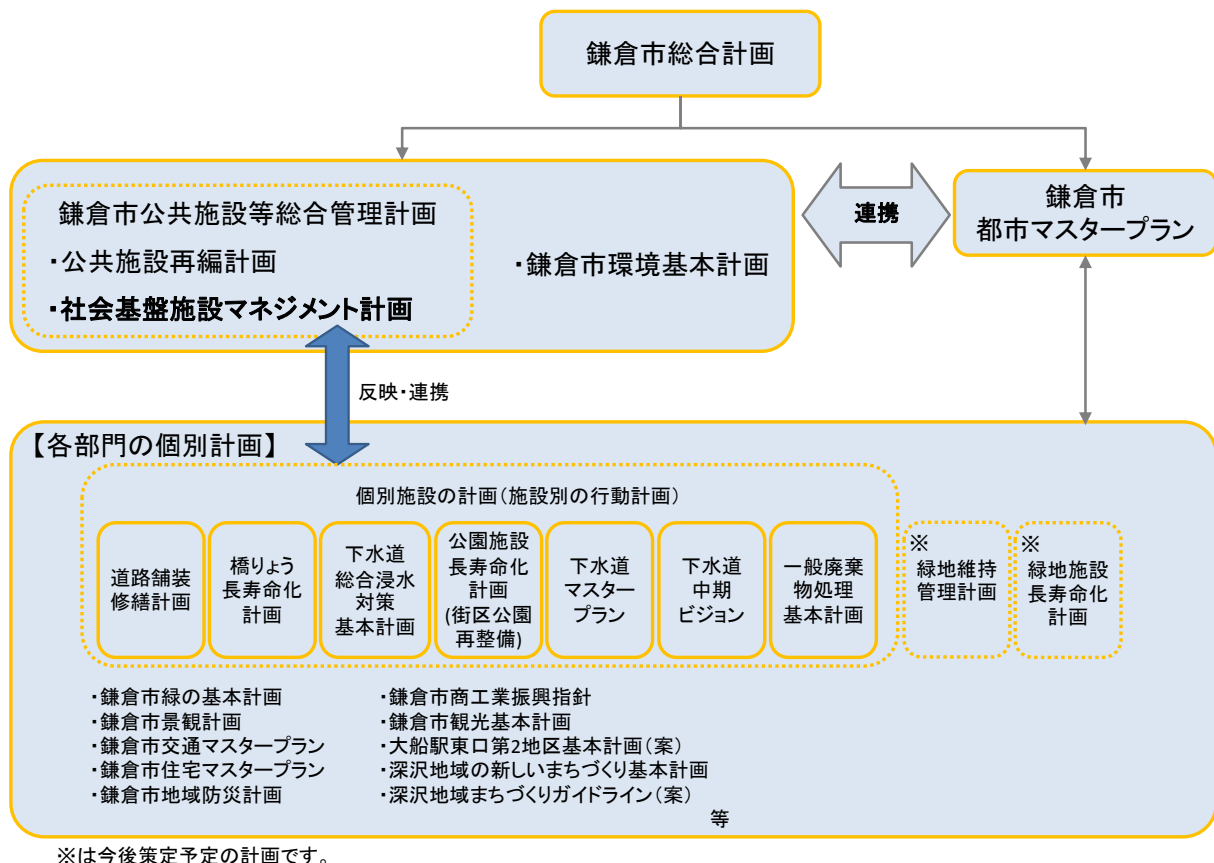 鎌倉市総合計画
鎌倉市公共施設等総合管理計画
・公共施設再編計画
・社会基盤施設マネジメント計画
・鎌倉市環境基本計画
連携
鎌倉市
都市マスタープラン
反映・連携
【各部門の個別計画】
個別施設の計画(施設別の行動計画)
道路舗装
修繕計画
橋りょう
長寿命化
計画
下水道
総合浸水
対策
基本計画
公園施設
長寿命化
計画
(街区公園
再整備)
下水道
マスター
プラン
下水道
中期
ビジョン
一般廃棄
物処理
基本計画
※
緑地維持
管理計画
※
緑地施設
長寿命化
計画
・鎌倉市緑の基本計画
・鎌倉市景観計画
・鎌倉市交通マスタープラン
・鎌倉市住宅マスタープラン
・鎌倉市地域防災計画
・鎌倉市商工業振興指針
・鎌倉市観光基本計画
・大船駅東口第2地区基本計画(案)
・深沢地域の新しいまちづくり基本計画
・深沢地域まちづくりガイドライン(案)
等
※は今後策定予定の計画です。